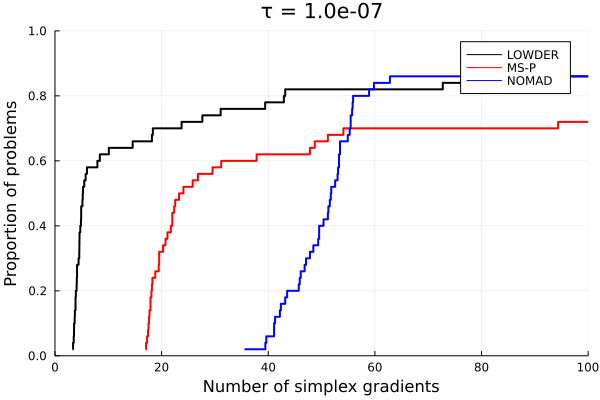 τ = 1.0e-07
Proportion of problems
1.0
0.8
0.6
0.4
0.2
0.0
LOWDER
MS-P
NOMAD
0 20 40 60 80 100
Number of simplex gradients